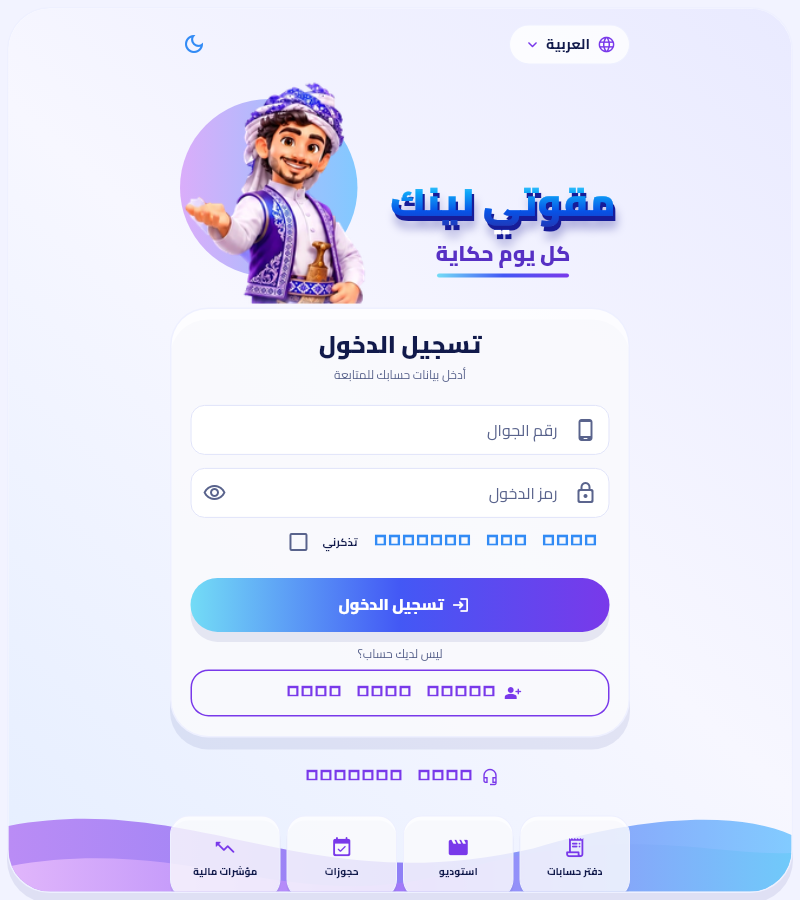 العربية
مقوتي لينك
كل يوم حكاية
تسجيل الدخول
أدخل بيانات حسابك للمتابعة
رقم الجوال
رمز الدخول
تذكرني
تسجيل الدخول
ليس لديك حساب؟
دفتر حسابات
استوديو
حجوزات
مؤشرات مالية